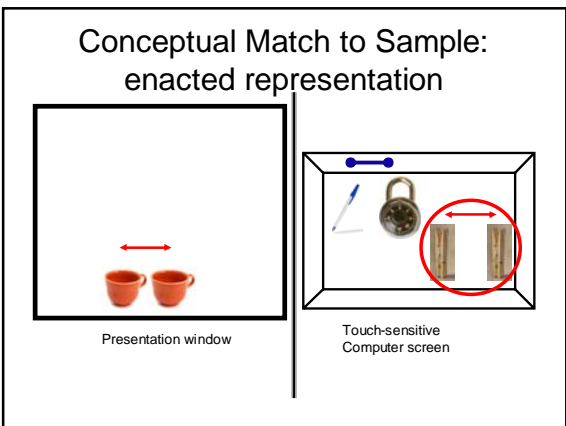 Conceptual Match to Sample:
enacted representation
Presentation window
Touch-sensitive
Computer screen